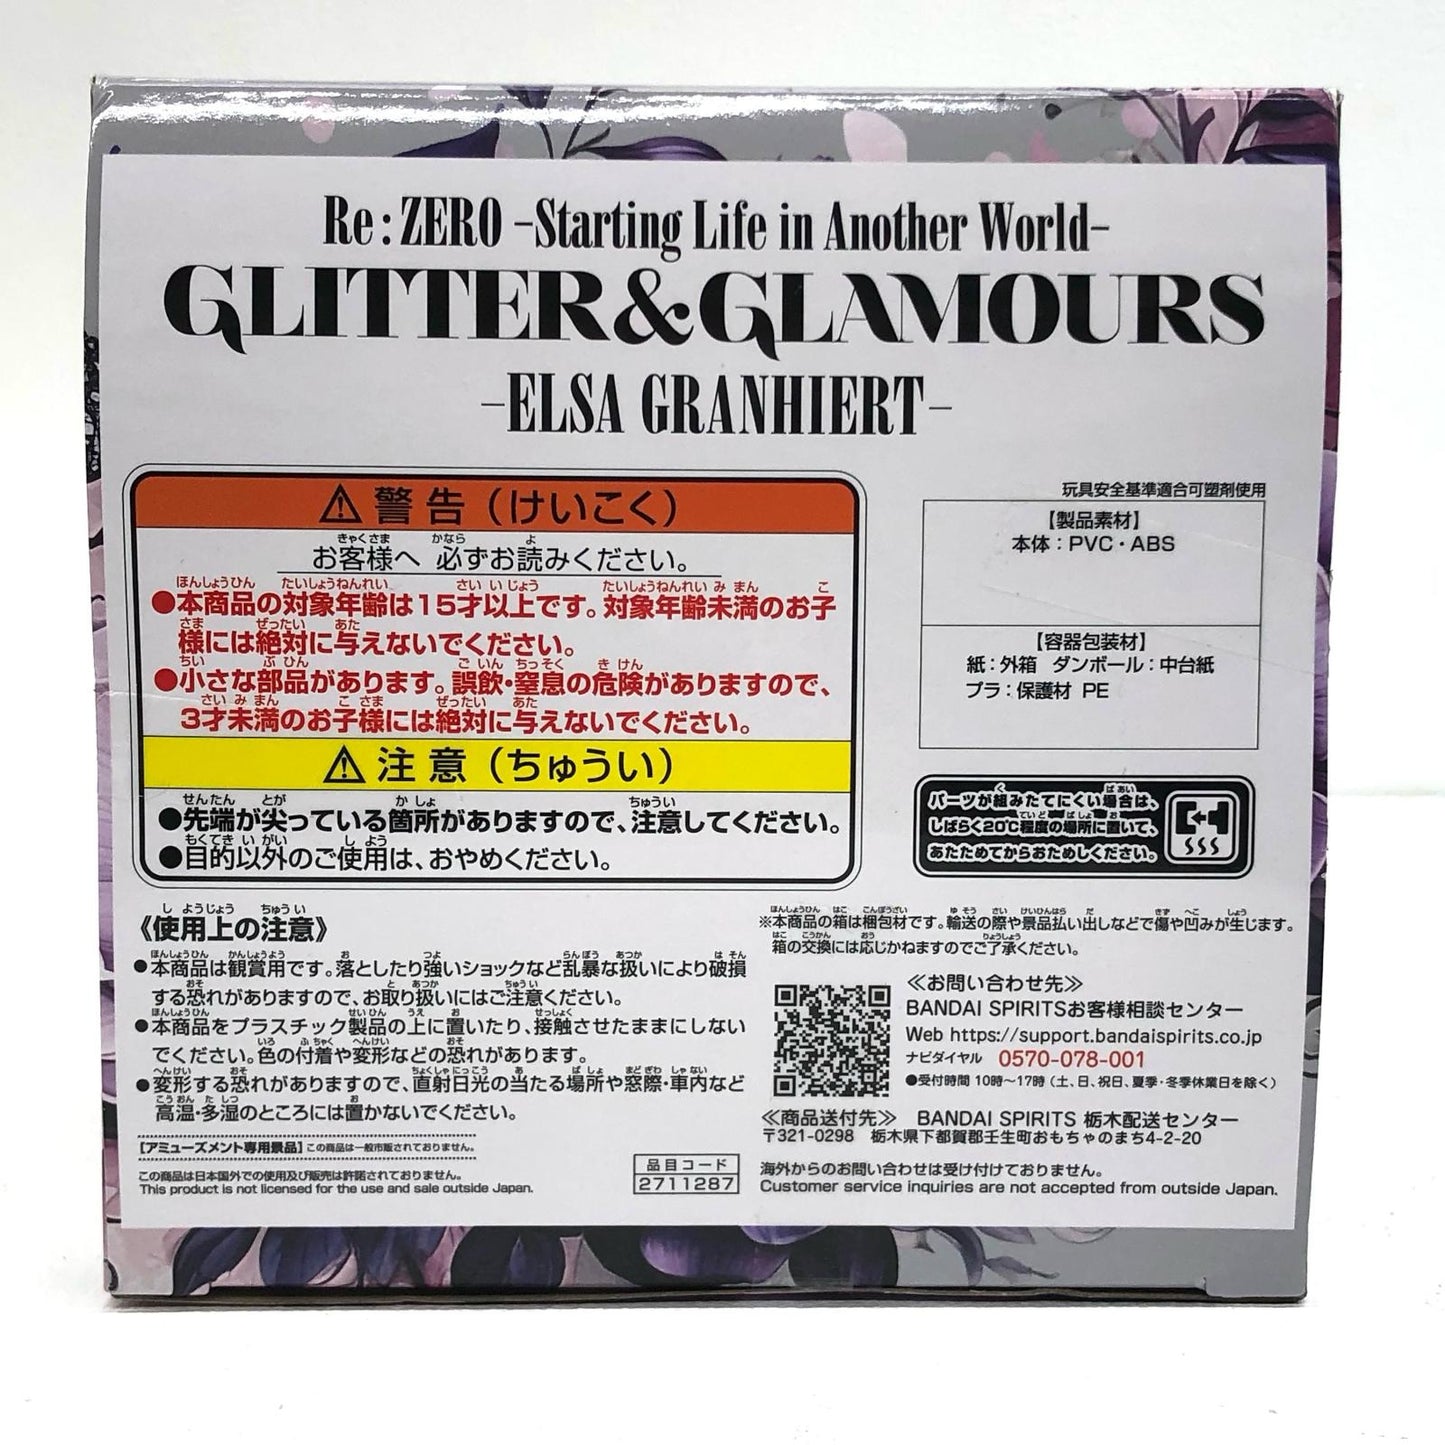 Re:ZERO -Starting Life in Another World-
GLITTER&GLAMOURS
-ELSA GRANHIERT-
⚠警告(けいこく)
お客様へ 必ずお読みください。
●本商品の対象年齢は15才以上です。対象年齢未満のお子
様には絶対に与えないでください。
●小さな部品があります。誤飲・窒息の危険がありますので、
3才未満のお子様には絶対に与えないでください。
⚠注意(ちゅうい)
●先端が尖っている箇所がありますので、注意してください。
●目的以外のご使用は、おやめください。
玩具安全基準適合可塑剤使用
【製品素材】
本体:PVC・ABS
【容器包装材】
紙:外箱 ダンボール:中台紙
プラ:保護材 PE
パーツが組みたてにくい場合は、
しばらく20℃程度の場所に置いて、
あたためてからおためしください。
《使用上の注意》
●本商品は観賞用です。落としたり強いショックなど乱暴な扱いにより破損
する恐れがありますので、お取り扱いにはご注意ください。
●本商品をプラスチック製品の上に置いたり、接触させたままにしない
でください。色の付着や変形などの恐れがあります。
●変形する恐れがありますので、直射日光の当たる場所や窓際・車内など
高温・多湿のところには置かないでください。
【アミューズメント専用景品】この商品は一般市販されておりません。
この商品は日本国外での使用及び販売は許諾されておりません。
This product is not licensed for the use and sale outside Japan.
品目コード
2711287
※本商品の箱は梱包材です。輸送の際や景品払い出しなどで傷や凹みが生じます。
箱の交換には応じかねますのでご了承ください。
≪お問い合わせ先≫
BANDAI SPIRITSお客様相談センター
Web https://support.bandaispirits.co.jp
ナビダイヤル 0570-078-001
●受付時間 10時〜17時(土、日、祝日、夏季・冬季休業日を除く)
≪商品送付先≫ BANDAI SPIRITS 栃木配送センター
〒321-0298 栃木県下都賀郡壬生町おもちゃのまち4-2-20
海外からのお問い合わせは受け付けておりません。
Customer service inquiries are not accepted from outside Japan.